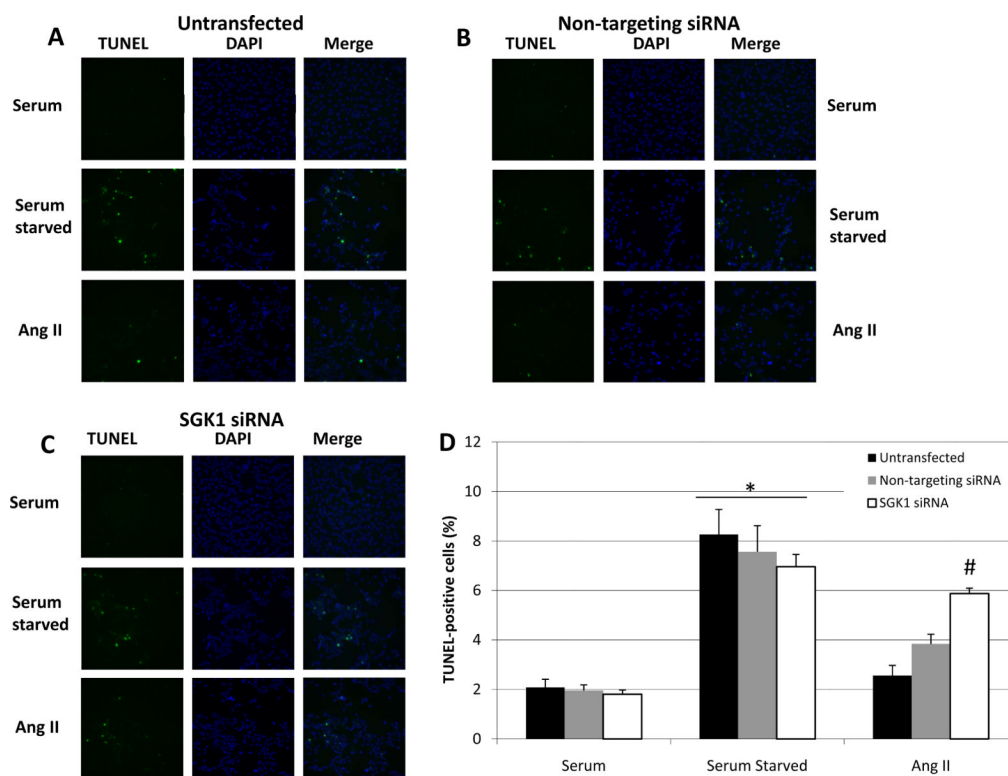 A
Untransfected
TUNEL DAPI Merge
Serum
Serum
starved
Ang II
B
Non-targeting siRNA
TUNEL DAPI Merge
Serum
Serum
starved
Ang II
C
SGK1 siRNA
TUNEL DAPI Merge
Serum
Serum
starved
Ang II
D
12
10
8
6
4
2
0
TUNEL-positive cells (%)
Untransfected
Non-targeting siRNA
SGK1 siRNA
*
#
Serum Serum Starved Ang II